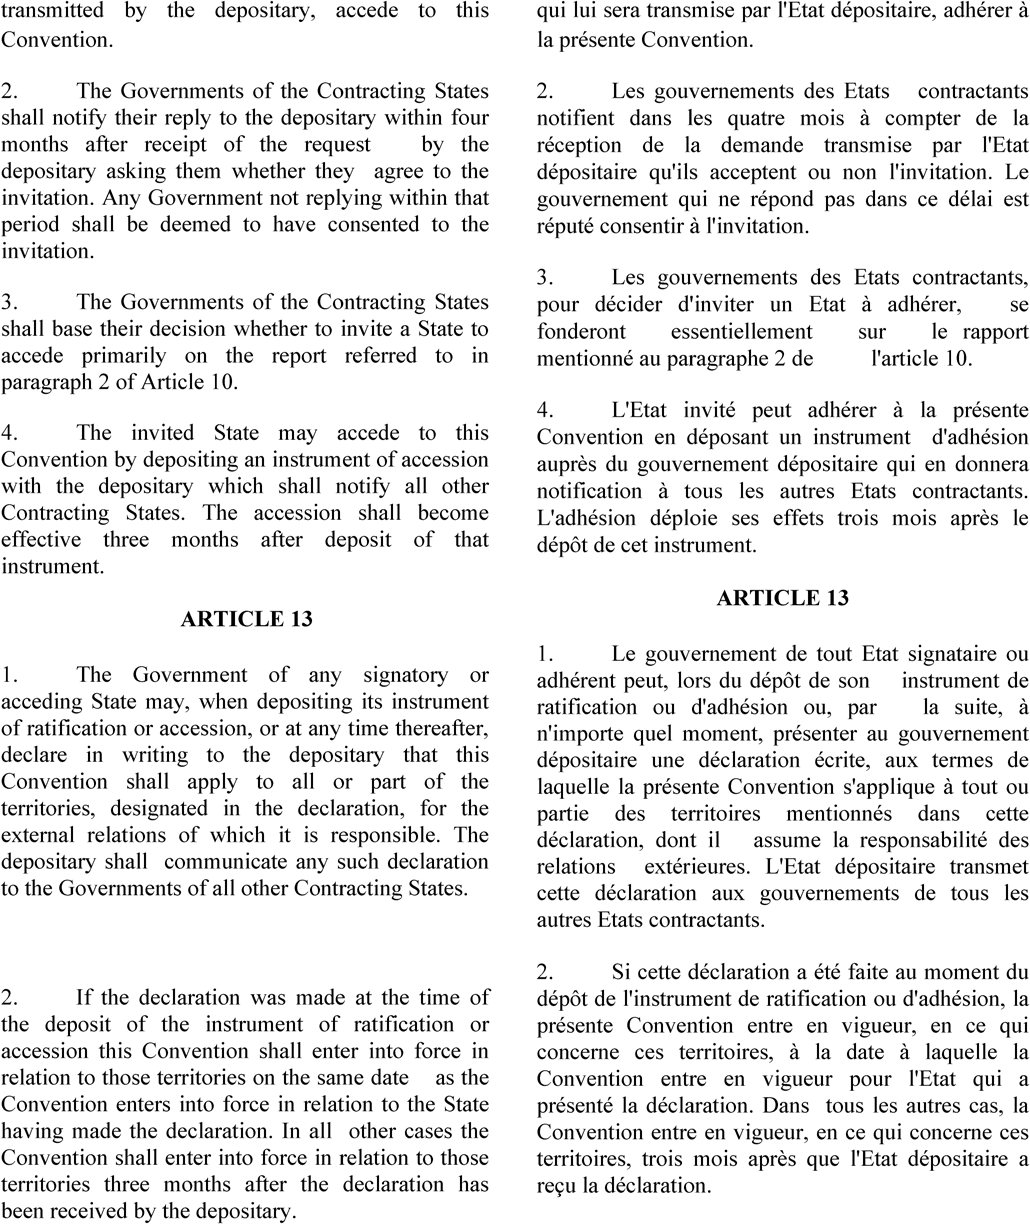 transmitted by the depositary, accede to this
Convention.
2. The Governments of the Contracting States
shall notify their reply to the depositary within four
months after receipt of the request by the
depositary asking them whether they agree to the
invitation. Any Government not replying within that
period shall be deemed to have consented to the
invitation.
3. The Governments of the Contracting States
shall base their decision whether to invite a State to
accede primarily on the report referred to in
paragraph 2 of Article 10.
4. The invited State may accede to this
Convention by depositing an instrument of accession
with the depositary which shall notify all other
Contracting States. The accession shall become
effective three months after deposit of that
instrument.
ARTICLE 13
1. The Government of any signatory or
acceding State may, when depositing its instrument
of ratification or accession, or at any time thereafter,
declare in writing to the depositary that this
Convention shall apply to all or part of the
territories, designated in the declaration, for the
external relations of which it is responsible. The
depositary shall communicate any such declaration
to the Governments of all other Contracting States.
2. If the declaration was made at the time of
the deposit of the instrument of ratification or
accession this Convention shall enter into force in
relation to those territories on the same date as the
Convention enters into force in relation to the State
having made the declaration. In all other cases the
Convention shall enter into force in relation to those
territories three months after the declaration has
been received by the depositary.
qui lui sera transmise par l'Etat dépositaire, adhérer à
la présente Convention.
2. Les gouvernements des Etats contractants
notifient dans les quatre mois à compter de la
réception de la demande transmise par l'Etat
dépositaire qu'ils acceptent ou non l'invitation. Le
gouvernement qui ne répond pas dans ce délai est
réputé consentir à l'invitation.
3. Les gouvernements des Etats contractants,
pour décider d'inviter un Etat à adhérer, se
fonderont essentiellement sur le rapport
mentionné au paragraphe 2 de l'article 10.
4. L'Etat invité peut adhérer à la présente
Convention en déposant un instrument d'adhésion
auprès du gouvernement dépositaire qui en donnera
notification à tous les autres Etats contractants.
L'adhésion déploie ses effets trois mois après le
dépôt de cet instrument.
ARTICLE 13
1. Le gouvernement de tout Etat signataire ou
adhérent peut, lors du dépôt de son instrument de
ratification ou d'adhésion ou, par la suite, à
n'importe quel moment, présenter au gouvernement
dépositaire une déclaration écrite, aux termes de
laquelle la présente Convention s'applique à tout ou
partie des territoires mentionnés dans cette
déclaration, dont il assume la responsabilité des
relations extérieures. L'Etat dépositaire transmet
cette déclaration aux gouvernements de tous les
autres Etats contractants.
2. Si cette déclaration a été faite au moment du
dépôt de l'instrument de ratification ou d'adhésion, la
présente Convention entre en vigueur, en ce qui
concerne ces territoires, à la date à laquelle la
Convention entre en vigueur pour l'Etat qui a
présenté la déclaration. Dans tous les autres cas, la
Convention entre en vigueur, en ce qui concerne ces
territoires, trois mois après que l'Etat dépositaire a
reçu la déclaration.